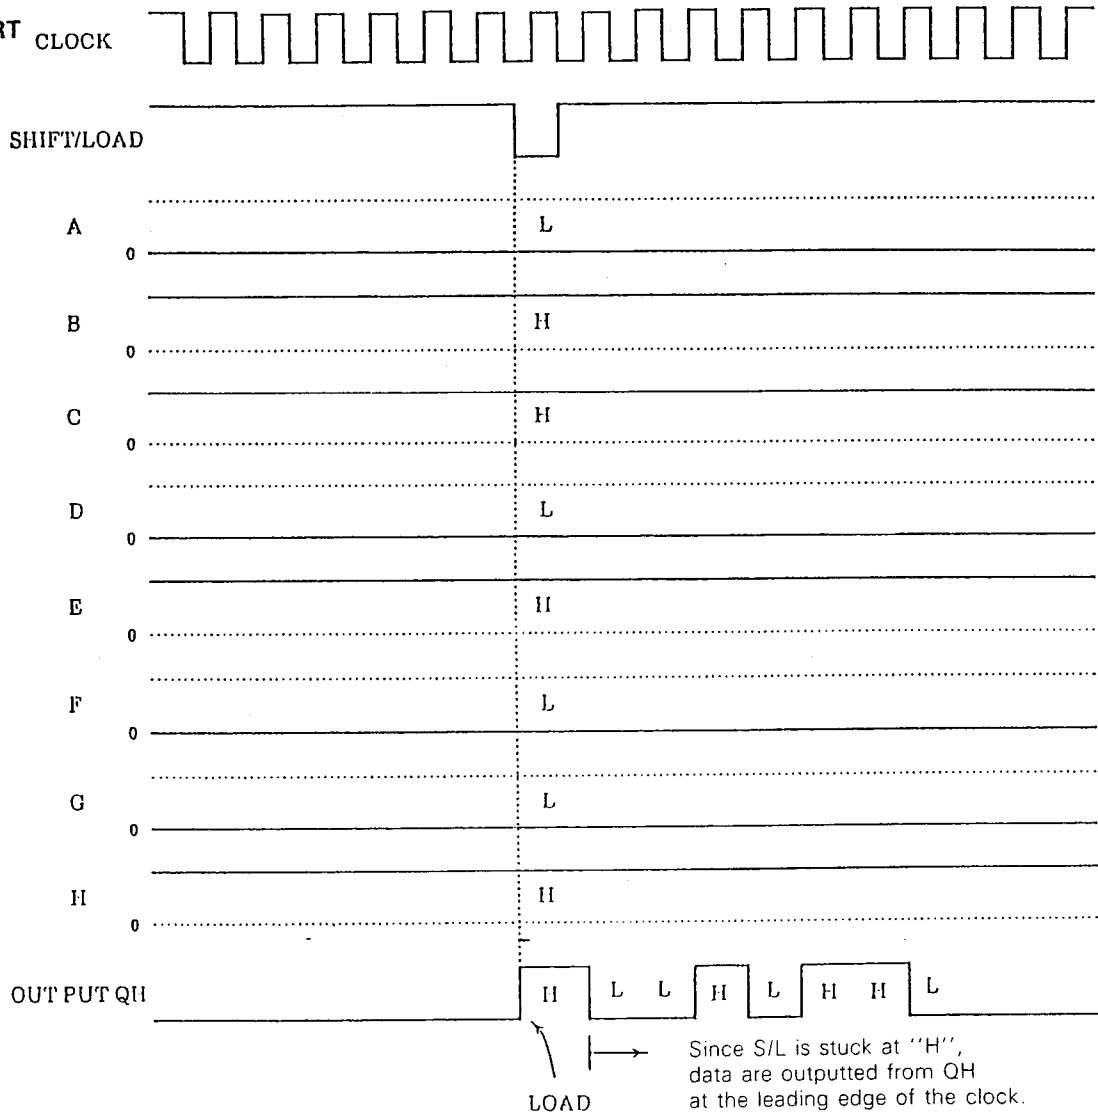 RT CLOCK
SHIFT/LOAD
A L
0
B H
0
C H
0
D L
0
E H
0
F L
0
G L
0
H H
0
OUT PUT QH H L L H L H H L
LOAD
Since S/L is stuck at "H",
data are outputted from QH
at the leading edge of the clock.